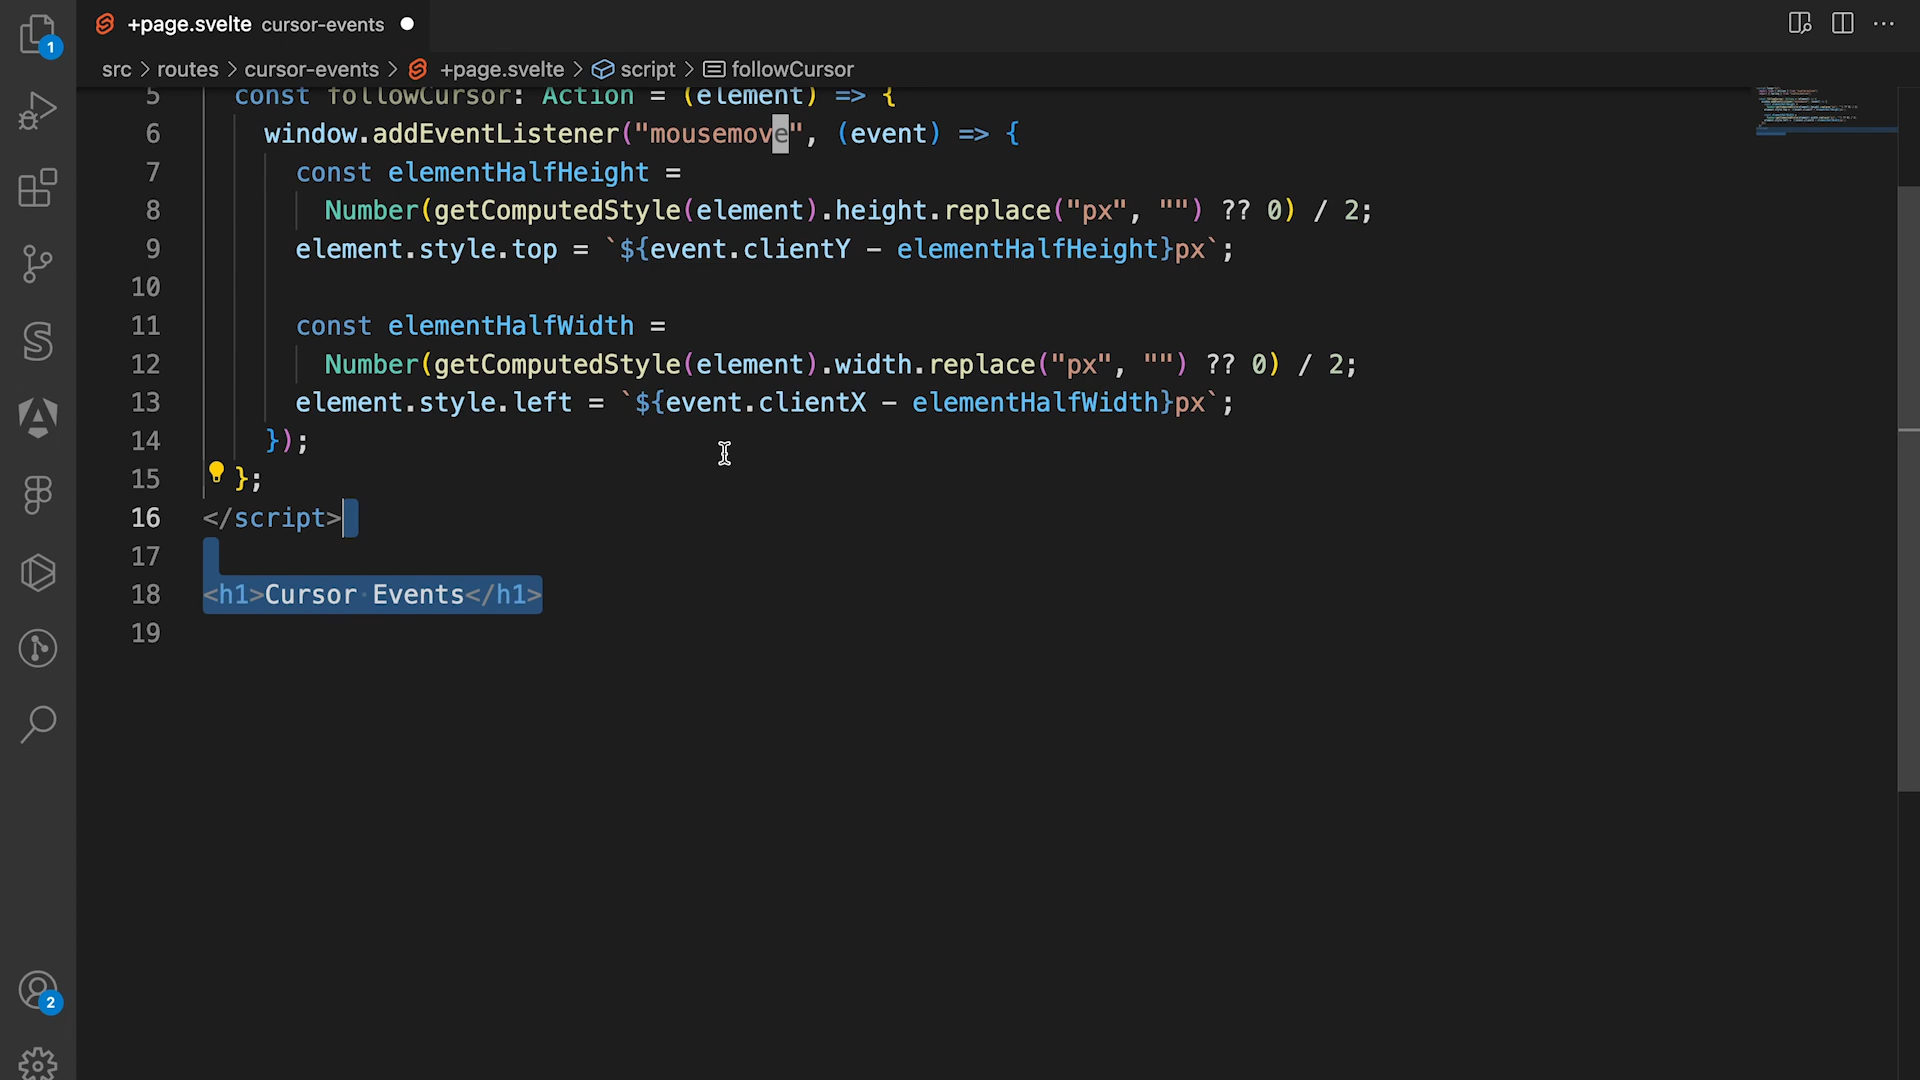 +page.svelte cursor-events
1
src > routes > cursor-events > +page.svelte > script > followCursor
5 const followCursor: Action = (element) => {
6 window.addEventListener("mousemove", (event) => {
7 const elementHalfHeight =
8 Number(getComputedStyle(element).height.replace("px", "") ?? 0) / 2;
9 element.style.top = `${event.clientY - elementHalfHeight}px`;
10
11 const elementHalfWidth =
12 Number(getComputedStyle(element).width.replace("px", "") ?? 0) / 2;
13 element.style.left = `${event.clientX - elementHalfWidth}px`;
14 });
15 };
16 </script>
17
18 <h1>Cursor Events</h1>
19
2